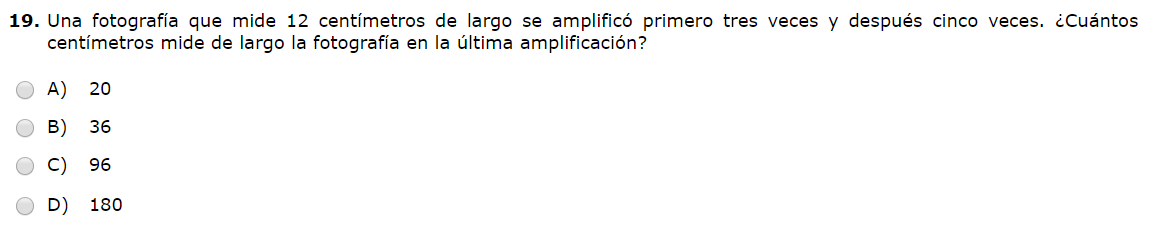 19. Una fotografía que mide 12 centímetros de largo se amplificó primero tres veces y después cinco veces. ¿Cuántos
centímetros mide de largo la fotografía en la última amplificación?
A) 20
B) 36
C) 96
D) 180